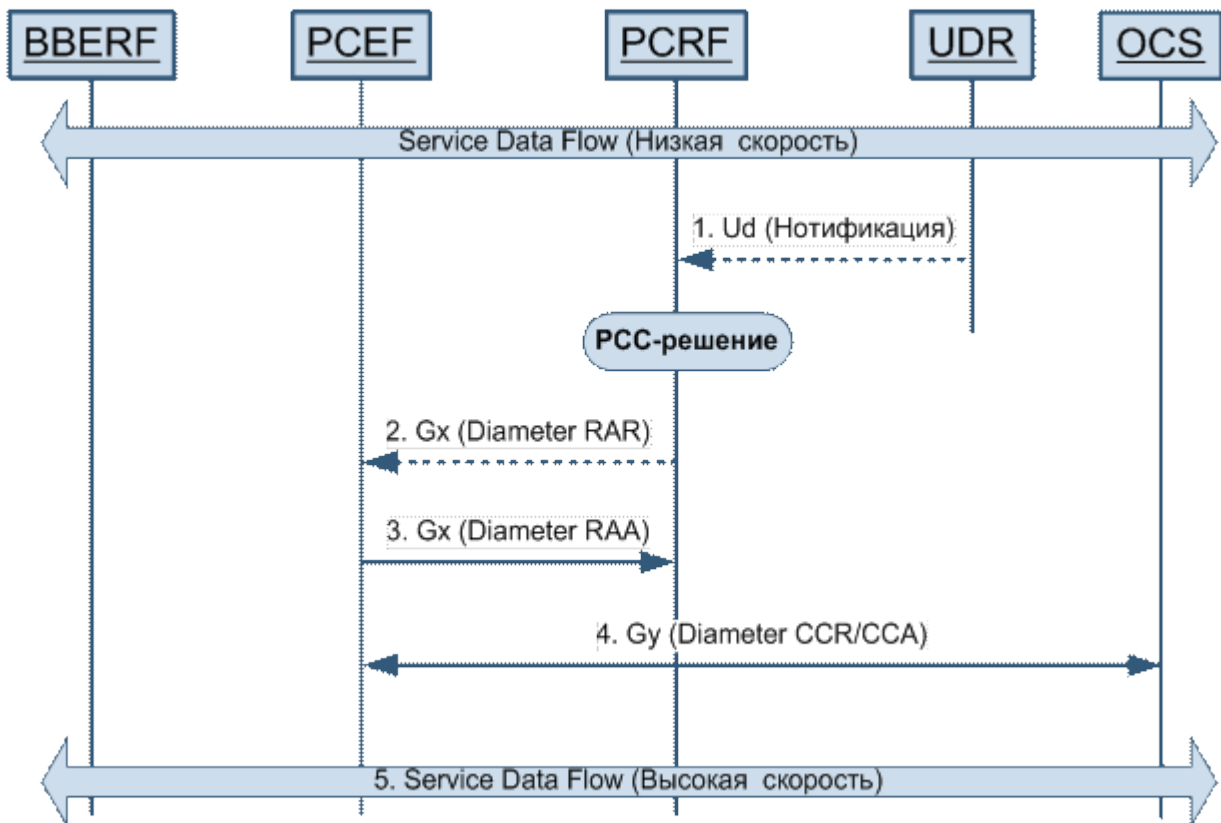 BBERF
PCEF
PCRF
UDR
OCS
Service Data Flow (Низкая скорость)
1. Ud (Нотификация)
PCC-решение
2. Gx (Diameter RAR)
3. Gx (Diameter RAA)
4. Gy (Diameter CCR/CCA)
5. Service Data Flow (Высокая скорость)